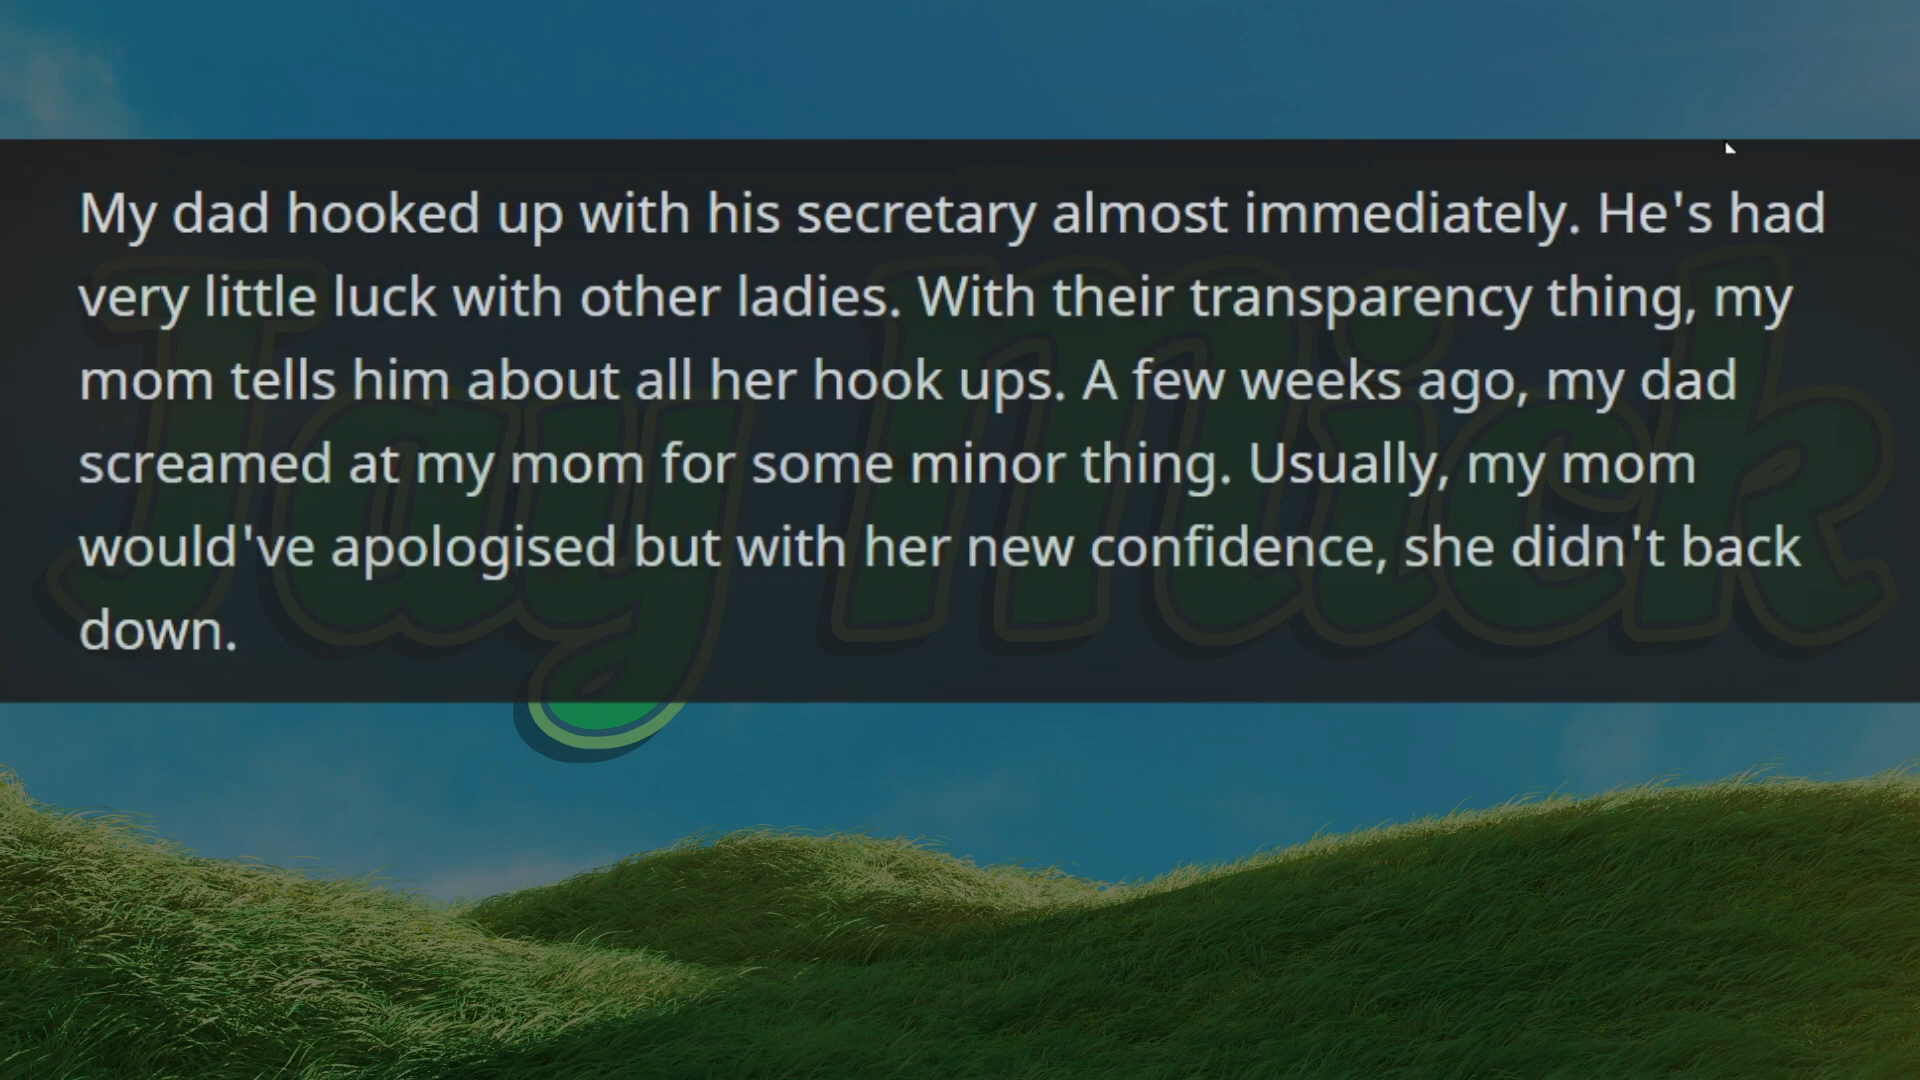 My dad hooked up with his secretary almost immediately. He's had
very little luck with other ladies. With their transparency thing, my
mom tells him about all her hook ups. A few weeks ago, my dad
screamed at my mom for some minor thing. Usually, my mom
would've apologised but with her new confidence, she didn't back
down.
Jay Mick